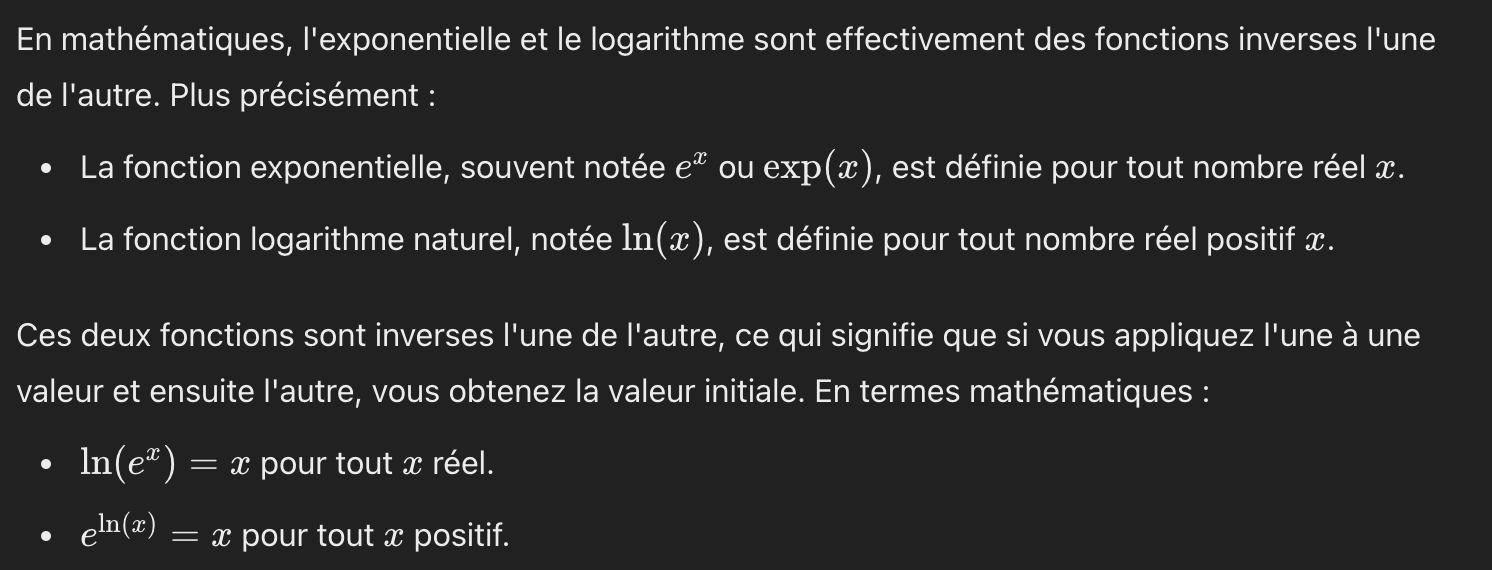 En mathématiques, l'exponentielle et le logarithme sont effectivement des fonctions inverses l'une
de l'autre. Plus précisément :
• La fonction exponentielle, souvent notée $e^x$ ou $\exp(x)$, est définie pour tout nombre réel $x$.
• La fonction logarithme naturel, notée $\ln(x)$, est définie pour tout nombre réel positif $x$.
Ces deux fonctions sont inverses l'une de l'autre, ce qui signifie que si vous appliquez l'une à une
valeur et ensuite l'autre, vous obtenez la valeur initiale. En termes mathématiques :
• $\ln(e^x) = x$ pour tout $x$ réel.
• $e^{\ln(x)} = x$ pour tout $x$ positif.